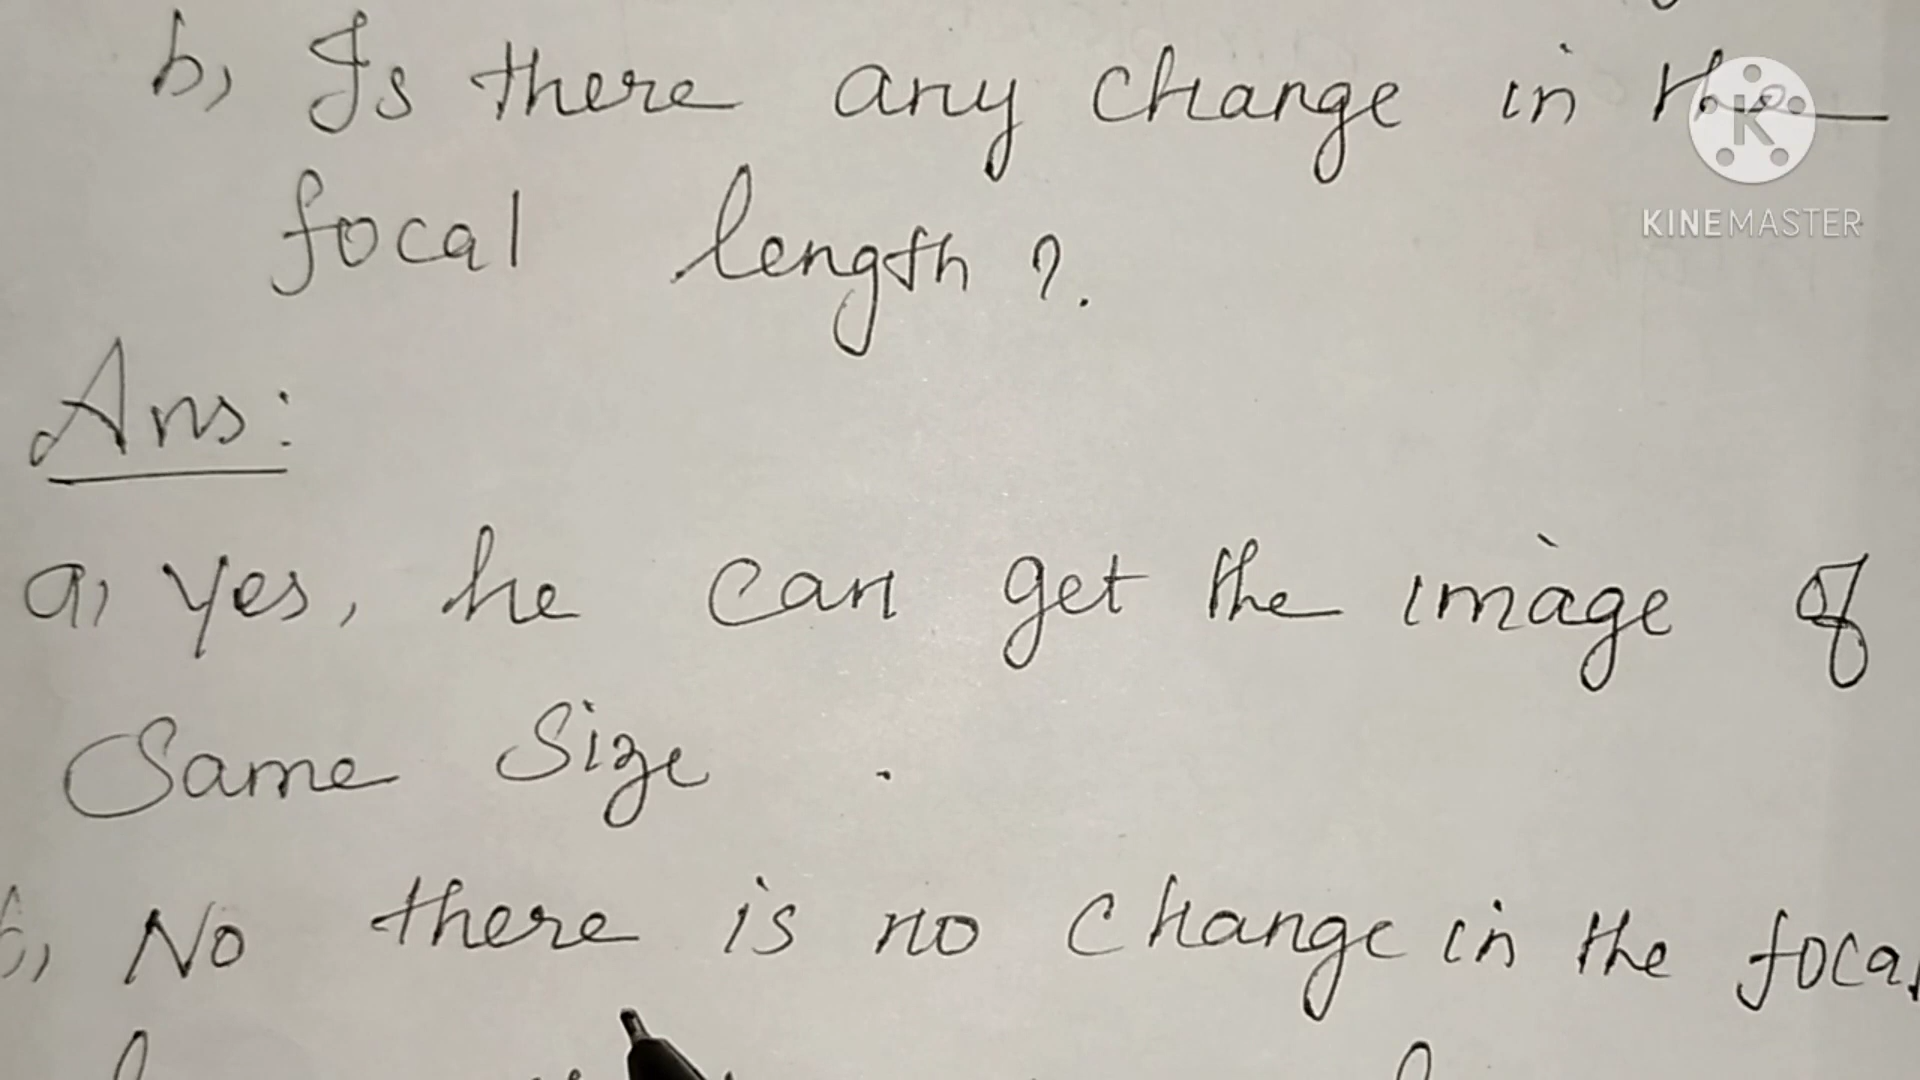 b, Is there any change in the
focal length ?.
Ans:
a, Yes, he can get the image of
Same Size .
b, No there is no change in the focal
KINEMASTER